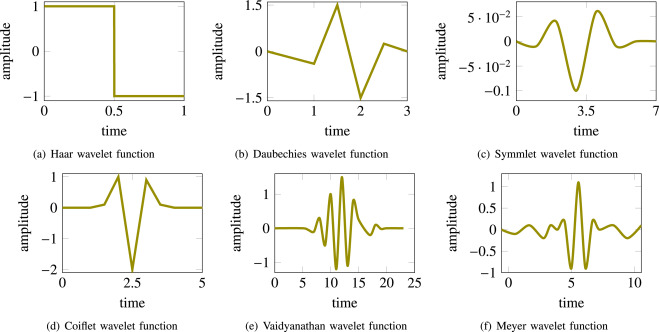 amplitude
1
0
−1
0
0.5
1
time
(a) Haar wavelet function
amplitude
1.5
0
−1.5
0
1
2
3
time
(b) Daubechies wavelet function
amplitude
5 · 10⁻²
0
−5 · 10⁻²
−0.1
0
3.5
7
time
(c) Symmlet wavelet function
amplitude
1
0
−1
−2
0
2.5
5
time
(d) Coiflet wavelet function
amplitude
1
0
−1
0
5
10
15
20
25
time
(e) Vaidyanathan wavelet function
amplitude
1
0.5
0
−0.5
−1
0
5
10
time
(f) Meyer wavelet function